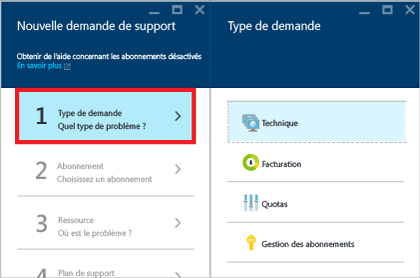 Nouvelle demande de support
Obtenir de l'aide concernant les abonnements désactivés
En savoir plus
1 Type de demande
Quel type de problème ?
2 Abonnement
Choisissez un abonnement
3 Ressource
Où est le problème ?
4 Plan de support
Type de demande
Technique
Facturation
Quotas
Gestion des abonnements